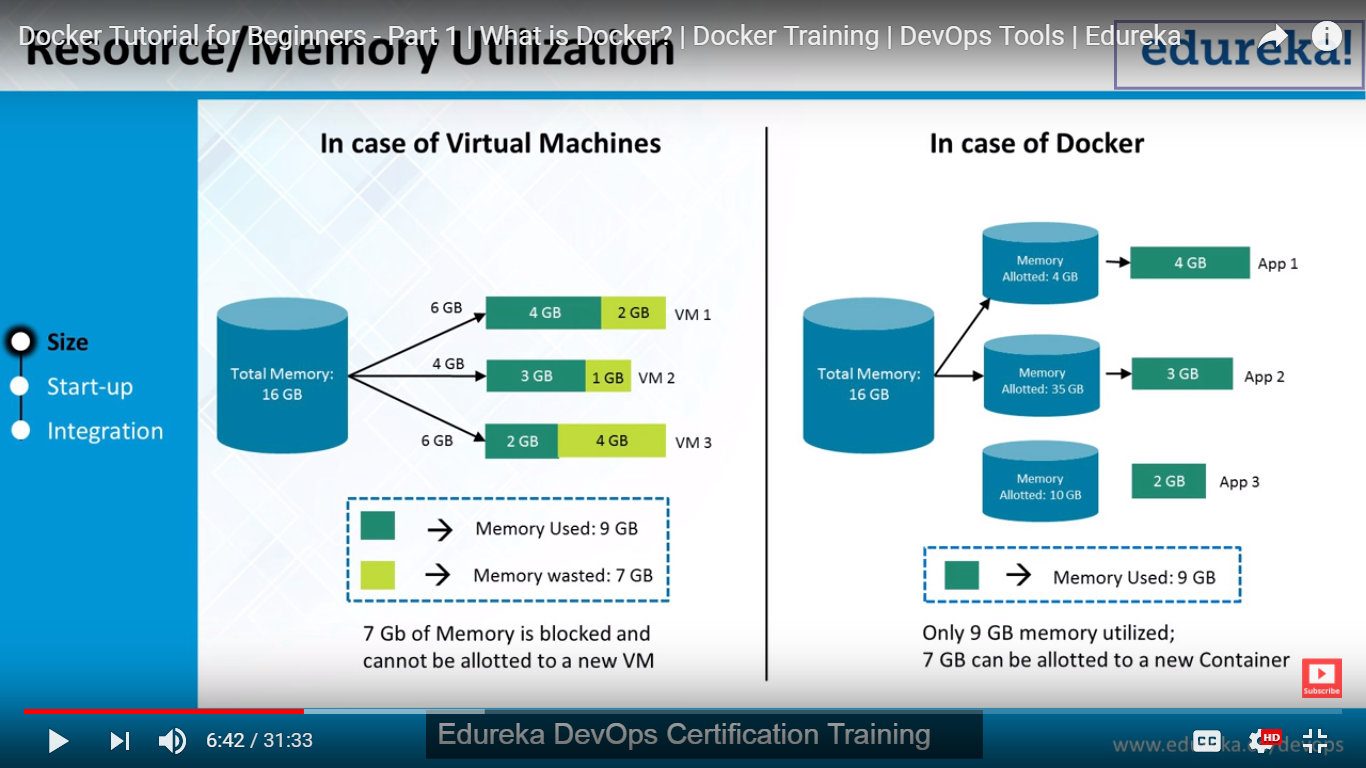 Docker Tutorial for Beginners - Part 1 | What is Docker? | Docker Training | DevOps Tools | Edureka
Resource/Memory Utilization
edureka!
Size
Start-up
Integration
In case of Virtual Machines
Total Memory:
16 GB
6 GB
4 GB
2 GB
VM 1
4 GB
3 GB
1 GB
VM 2
6 GB
2 GB
4 GB
VM 3
Memory Used: 9 GB
Memory wasted: 7 GB
7 Gb of Memory is blocked and
cannot be allotted to a new VM
In case of Docker
Total Memory:
16 GB
Memory
Allotted: 4 GB
4 GB
App 1
Memory
Allotted: 35 GB
3 GB
App 2
Memory
Allotted: 10 GB
2 GB
App 3
Memory Used: 9 GB
Only 9 GB memory utilized;
7 GB can be allotted to a new Container
Subscribe
6:42 / 31:33
Edureka DevOps Certification Training
CC
HD